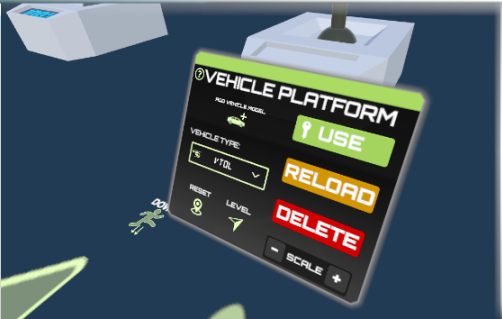 VEHICLE PLATFORM
ADD VEHICLE MODEL
USE
VEHICLE TYPE:
VTOL
RELOAD
RESET
LEVEL
DELETE
- SCALE +